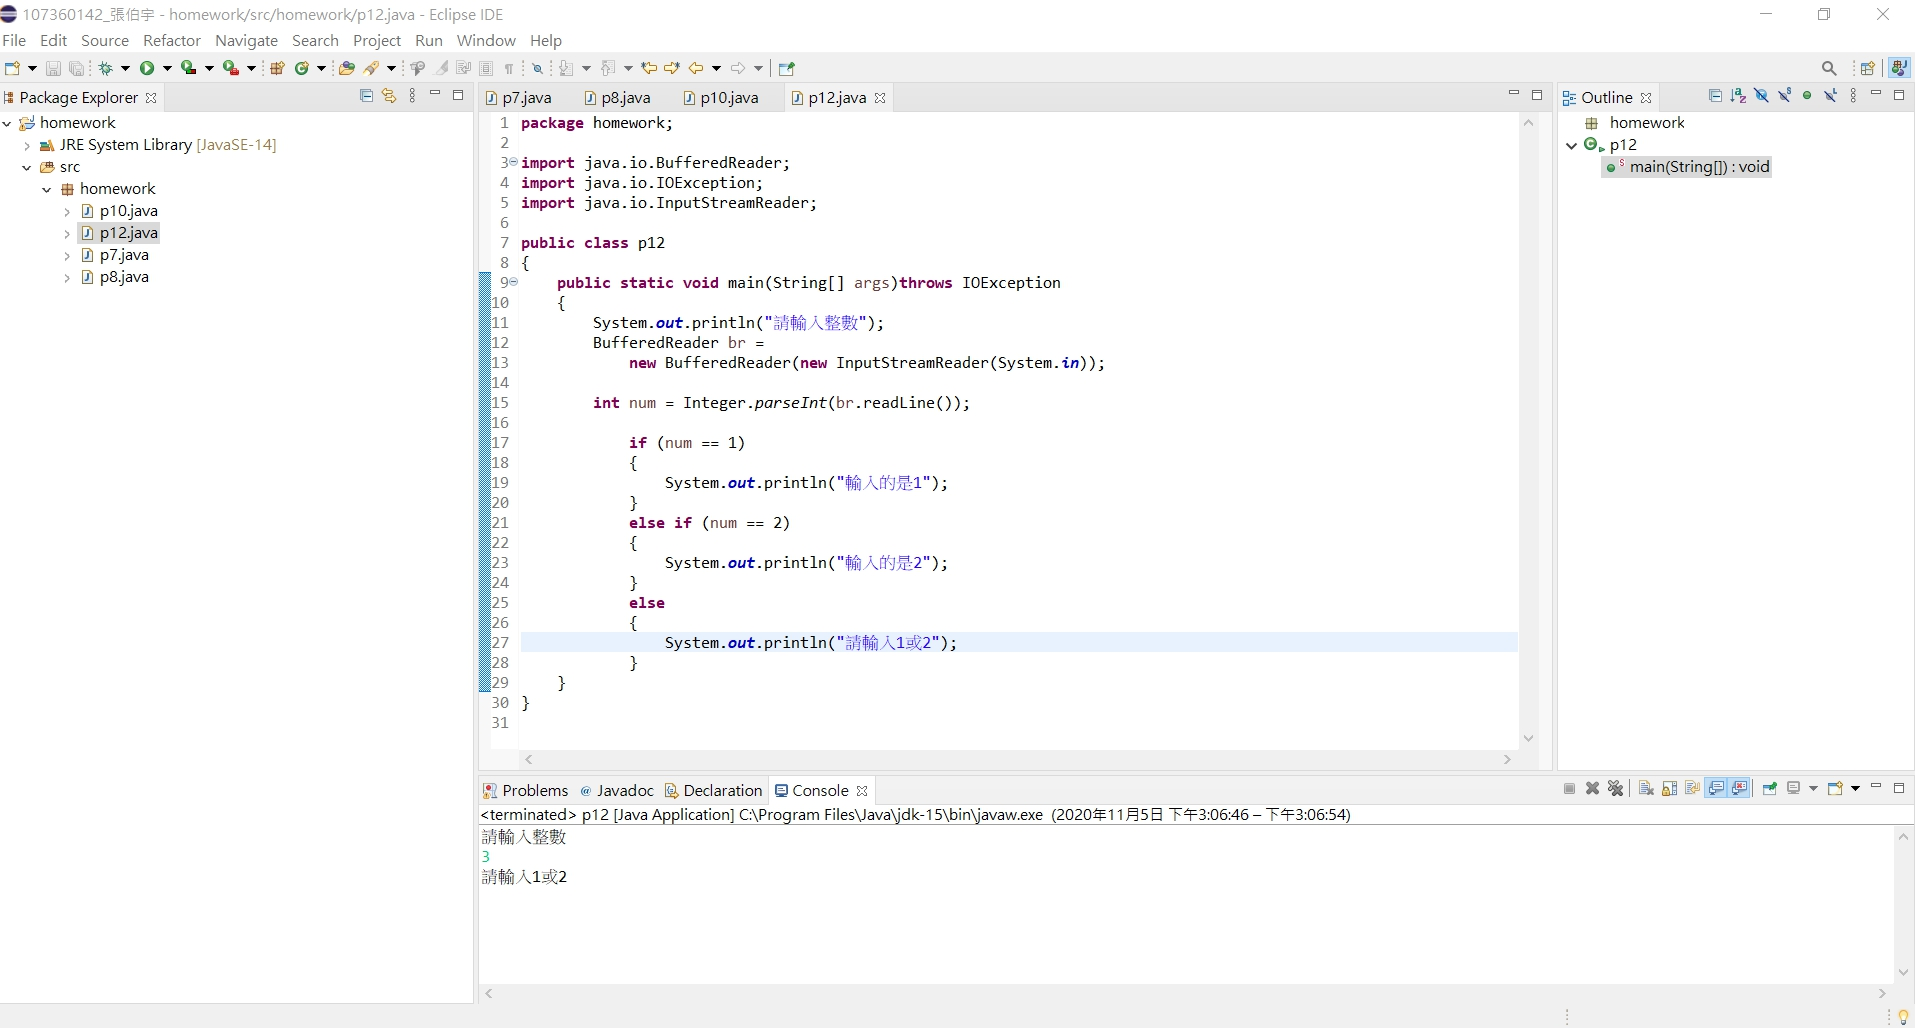 107360142_張伯宇 - homework/src/homework/p12.java - Eclipse IDE
File Edit Source Refactor Navigate Search Project Run Window Help
Package Explorer
homework
JRE System Library [JavaSE-14]
src
homework
p10.java
p12.java
p7.java
p8.java
p7.java p8.java p10.java p12.java
1 package homework;
2
3 import java.io.BufferedReader;
4 import java.io.IOException;
5 import java.io.InputStreamReader;
6
7 public class p12
8 {
9     public static void main(String[] args)throws IOException
10     {
11         System.out.println("請輸入整數");
12         BufferedReader br =
13             new BufferedReader(new InputStreamReader(System.in));
14
15         int num = Integer.parseInt(br.readLine());
16
17             if (num == 1)
18             {
19                 System.out.println("輸入的是1");
20             }
21             else if (num == 2)
22             {
23                 System.out.println("輸入的是2");
24             }
25             else
26             {
27                 System.out.println("請輸入1或2");
28             }
29     }
30 }
31
Outline
homework
p12
main(String[]) : void
Problems @ Javadoc Declaration Console
<terminated> p12 [Java Application] C:\Program Files\Java\jdk-15\bin\javaw.exe (2020年11月5日 下午3:06:46 – 下午3:06:54)
請輸入整數
3
請輸入1或2